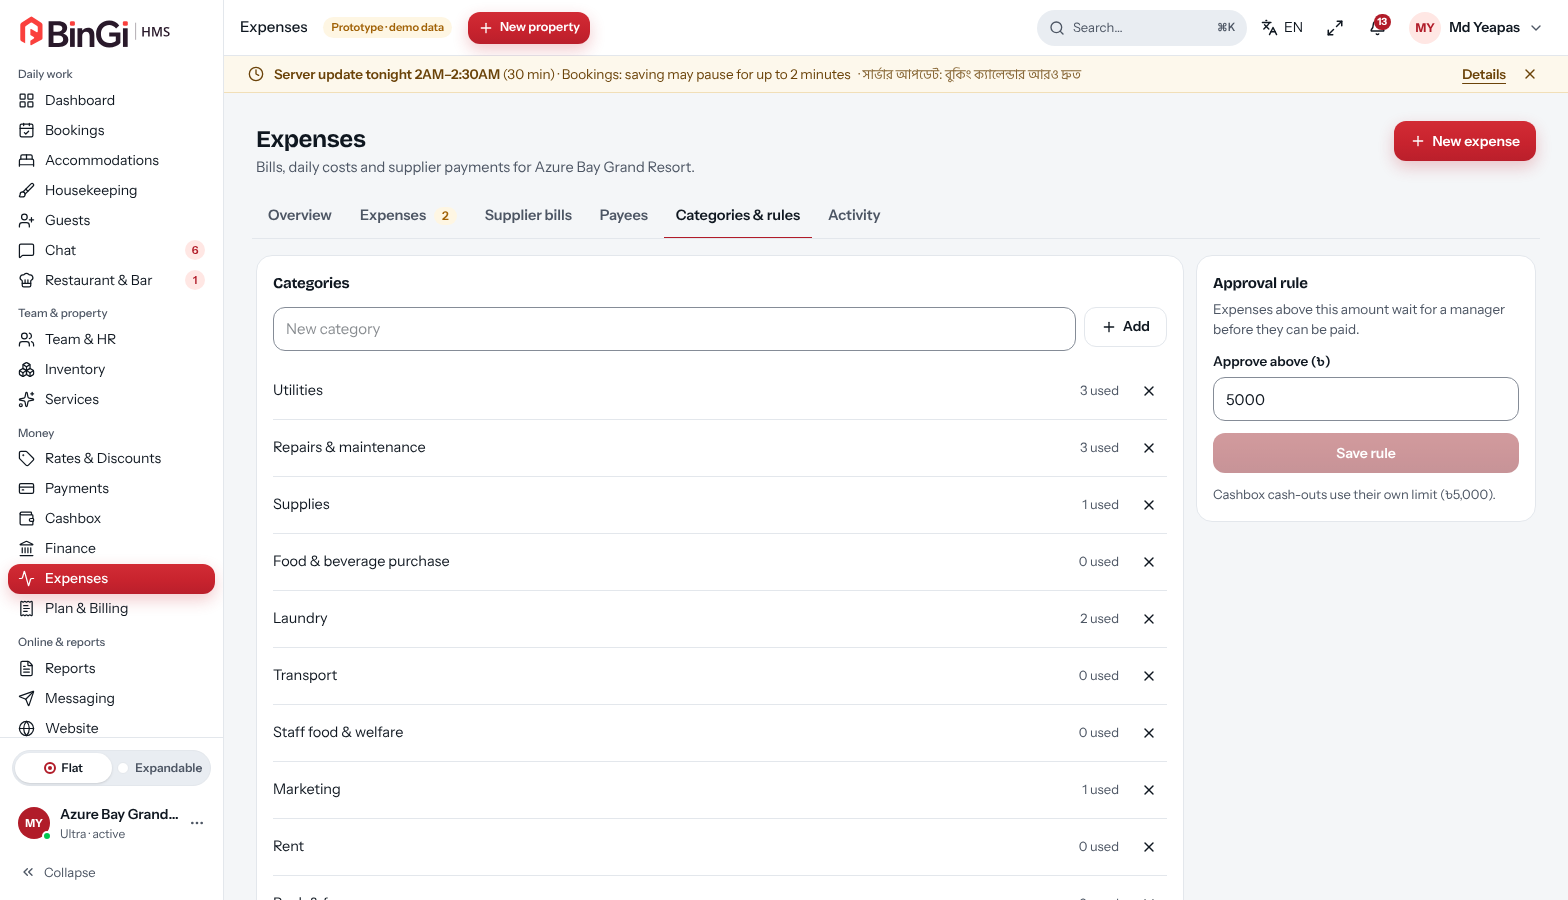 BinGi HMS
Daily work
Dashboard
Bookings
Accommodations
Housekeeping
Guests
Chat 6
Restaurant & Bar 1
Team & property
Team & HR
Inventory
Services
Money
Rates & Discounts
Payments
Cashbox
Finance
Expenses
Plan & Billing
Online & reports
Reports
Messaging
Website
Flat Expandable
MY Azure Bay Grand...
Ultra · active
Collapse
Expenses Prototype · demo data + New property Search... ⌘K EN 13 MY Md Yeapas
Server update tonight 2AM–2:30AM (30 min) · Bookings: saving may pause for up to 2 minutes · সার্ভার আপডেট: বুকিং ক্যালেন্ডার আরও দ্রুত Details
Expenses
Bills, daily costs and supplier payments for Azure Bay Grand Resort.
+ New expense
Overview Expenses 2 Supplier bills Payees Categories & rules Activity
Categories
New category + Add
Utilities 3 used
Repairs & maintenance 3 used
Supplies 1 used
Food & beverage purchase 0 used
Laundry 2 used
Transport 0 used
Staff food & welfare 0 used
Marketing 1 used
Rent 0 used
Approval rule
Expenses above this amount wait for a manager
before they can be paid.
Approve above (৳)
5000
Save rule
Cashbox cash-outs use their own limit (৳5,000).